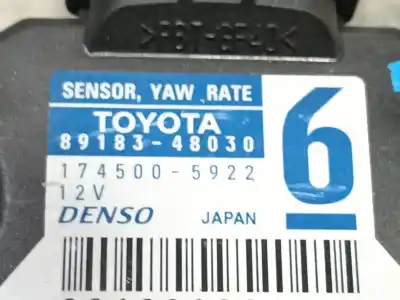 >PBT-GF40<
SENSOR, YAW RATE
TOYOTA
89183-48030
174500-5922
12V
DENSO JAPAN
6